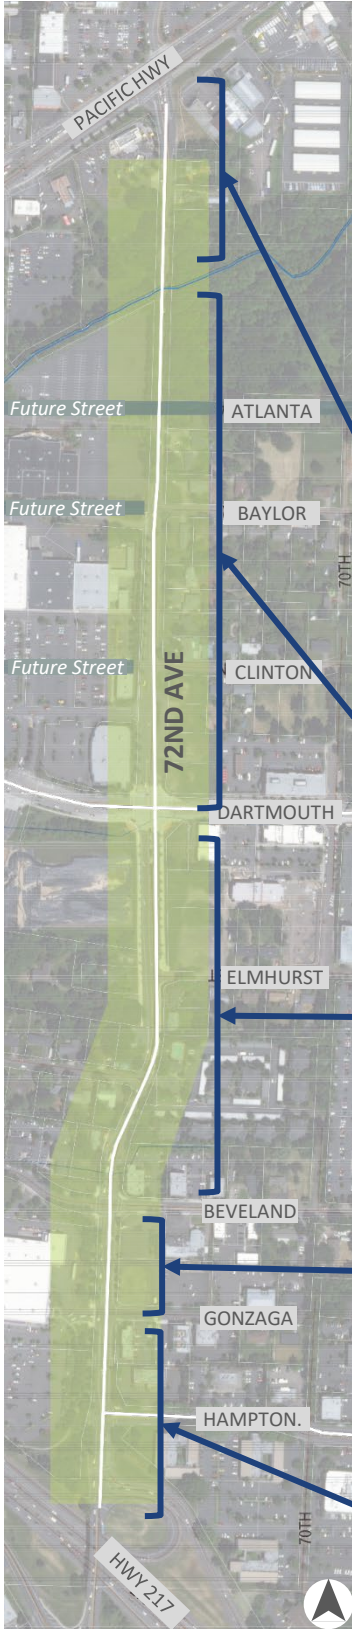 PACIFIC HWY
Future Street
ATLANTA
Future Street
BAYLOR
70TH
Future Street
CLINTON
72ND AVE
DARTMOUTH
ELMHURST
BEVELAND
GONZAGA
HAMPTON.
70TH
HWY 217